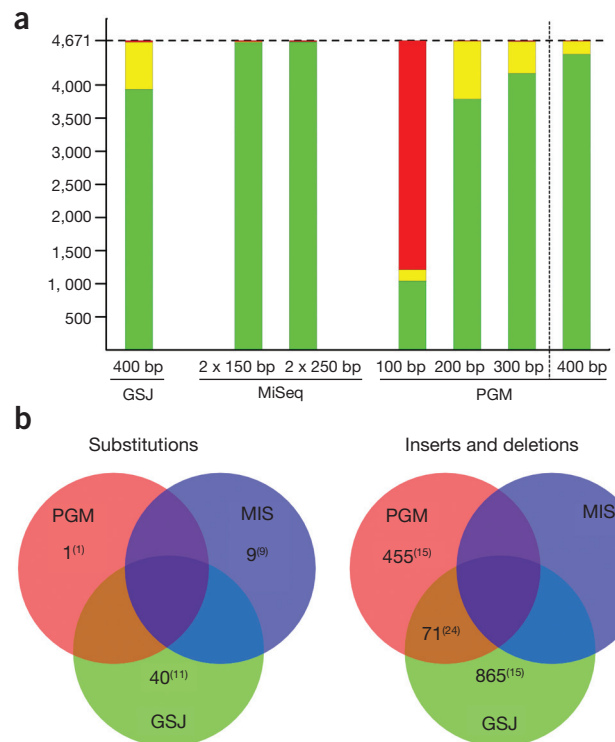 a
4,671
4,000
3,500
3,000
2,500
2,000
1,500
1, 000
500
400 bp 2 x 150 bp 2 x 250 bp 100 bp 200 bp 300 bp 400 bp
GSJ MiSeq PGM
b
Substitutions
PGM
MIS
1(1)
9(9)
40(11)
GSJ
Inserts and deletions
PGM
MIS
455(15)
71(24)
865(15)
GSJ